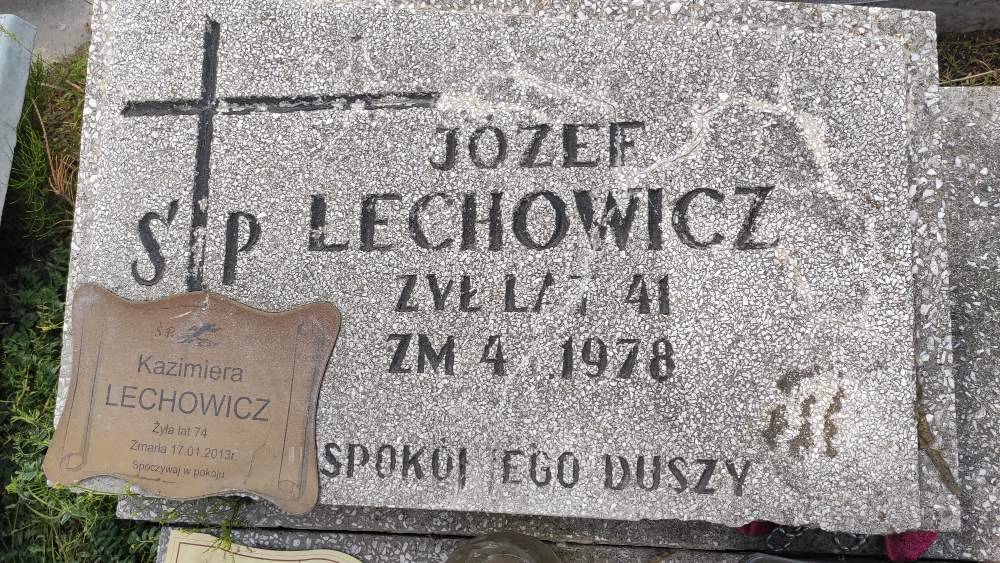 Ś P
JÓZEF
LECHOWICZ
ŻYŁ LAT 41
ZM 4 1978
SPOKÓJ JEGO DUSZY
Ś.P.
Kazimiera
LECHOWICZ
Żyła lat 74
Zmarła 17.01.2013r.
Spoczywaj w pokoju